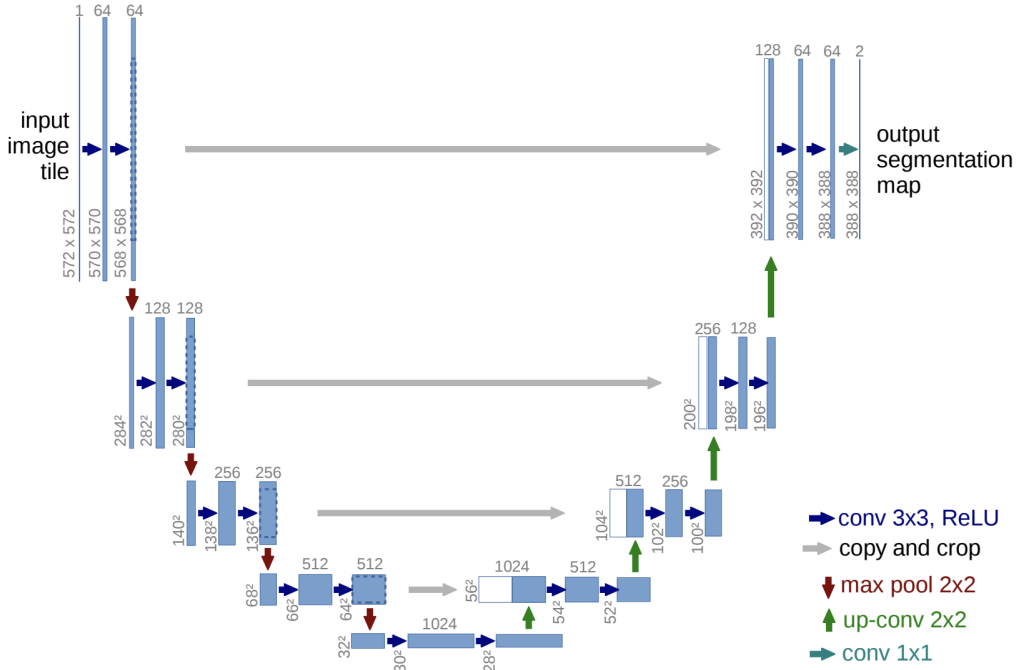 1 64 64
input
image
tile
572 x 572
570 x 570
568 x 568
128 64 64 2
output
segmentation
map
392 x 392
390 x 390
388 x 388
388 x 388
128 128
284²
282²
280²
256 128
200²
198²
196²
256 256
140²
138²
136²
512 256
104²
102²
100²
512 512
68²
66²
64²
1024 512
56²
54²
52²
1024
32²
30²
28²
conv 3x3, ReLU
copy and crop
max pool 2x2
up-conv 2x2
conv 1x1